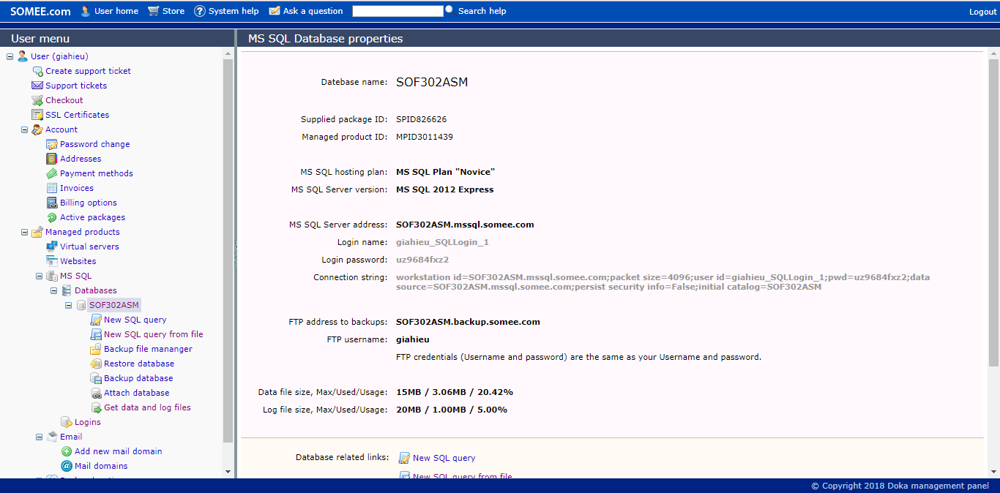 SOMEE.com User home Store System help Ask a question Search help Logout
User menu
User (giahieu)
Create support ticket
Support tickets
Checkout
SSL Certificates
Account
Password change
Addresses
Payment methods
Invoices
Billing options
Active packages
Managed products
Virtual servers
Websites
MS SQL
Databases
SOF302ASM
New SQL query
New SQL query from file
Backup file mananger
Restore database
Backup database
Attach database
Get data and log files
Logins
Email
Add new mail domain
Mail domains
MS SQL Database properties
Datebase name: SOF302ASM
Supplied package ID: SPID826626
Managed product ID: MPID3011439
MS SQL hosting plan: MS SQL Plan "Novice"
MS SQL Server version: MS SQL 2012 Express
MS SQL Server address: SOF302ASM.mssql.somee.com
Login name: giahieu_SQLLogin_1
Login password: uz9684fxz2
Connection string: workstation id=SOF302ASM.mssql.somee.com;packet size=4096;user id=giahieu_SQLLogin_1;pwd=uz9684fxz2;data
source=SOF302ASM.mssql.somee.com;persist security info=False;initial catalog=SOF302ASM
FTP address to backups: SOF302ASM.backup.somee.com
FTP username: giahieu
FTP credentials (Username and password) are the same as your Username and password.
Data file size, Max/Used/Usage: 15MB / 3.06MB / 20.42%
Log file size, Max/Used/Usage: 20MB / 1.00MB / 5.00%
Database related links: New SQL query
New SQL query from file
© Copyright 2018 Doka management panel